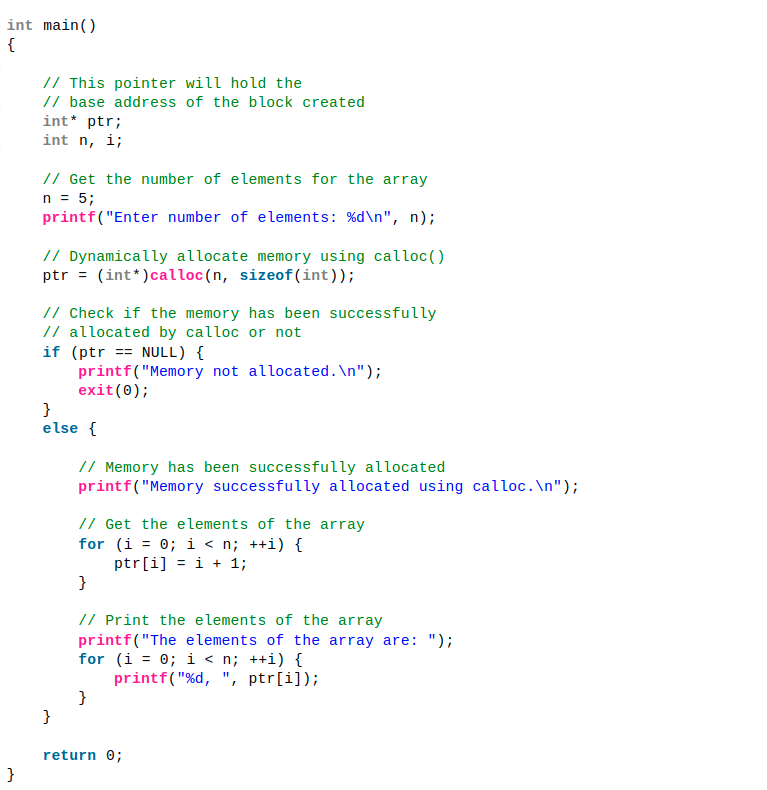 int main()
{
// This pointer will hold the
// base address of the block created
int* ptr;
int n, i;
// Get the number of elements for the array
n = 5;
printf("Enter number of elements: %d\n", n);
// Dynamically allocate memory using calloc()
ptr = (int*)calloc(n, sizeof(int));
// Check if the memory has been successfully
// allocated by calloc or not
if (ptr == NULL) {
printf("Memory not allocated.\n");
exit(0);
}
else {
// Memory has been successfully allocated
printf("Memory successfully allocated using calloc.\n");
// Get the elements of the array
for (i = 0; i < n; ++i) {
ptr[i] = i + 1;
}
// Print the elements of the array
printf("The elements of the array are: ");
for (i = 0; i < n; ++i) {
printf("%d, ", ptr[i]);
}
}
return 0;
}